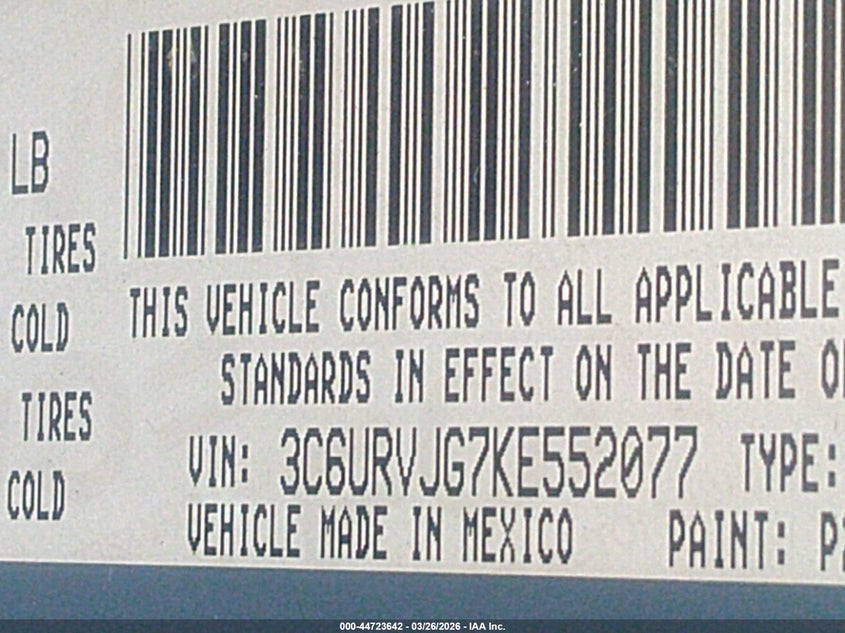 LB
TIRES
COLD
TIRES
COLD
THIS VEHICLE CONFORMS TO ALL APPLICABLE
STANDARDS IN EFFECT ON THE DATE
VIN: 3C6URVJG7KE552077 TYPE:
VEHICLE MADE IN MEXICO PAINT:
000-44723642 - 03/26/2026 - IAA Inc.